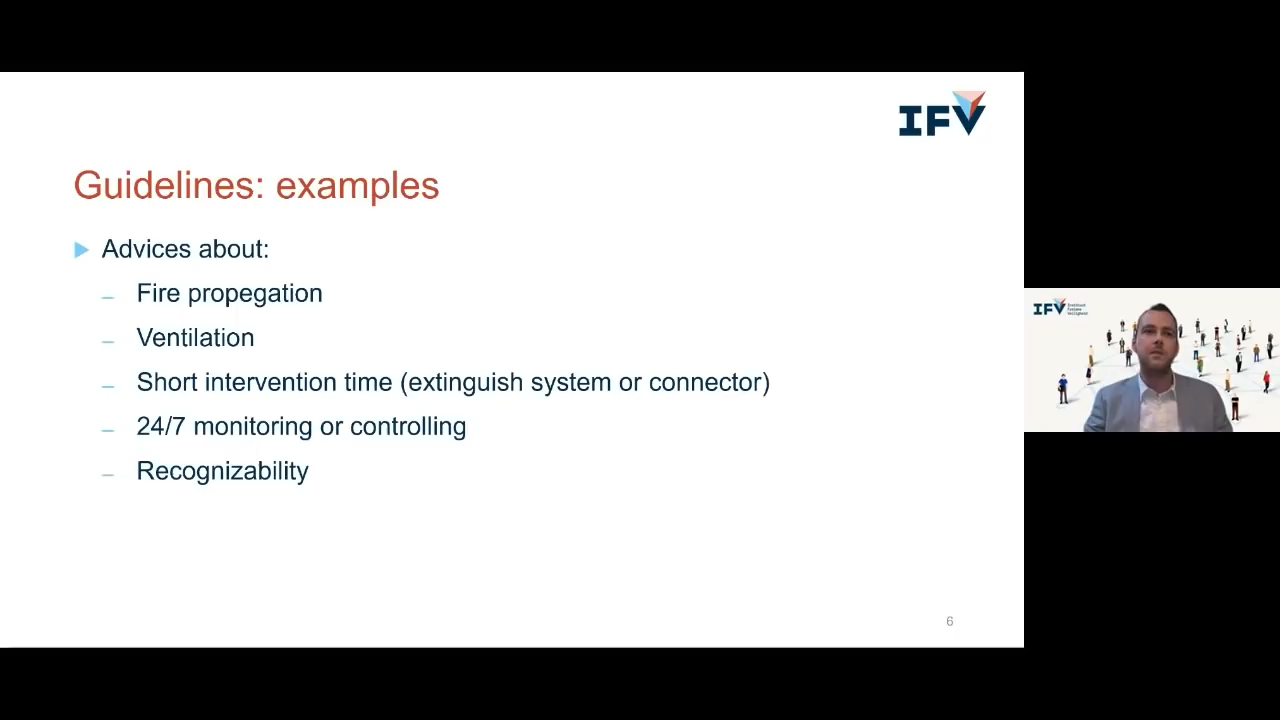 IFV
Guidelines: examples
Advices about:
– Fire propegation
– Ventilation
– Short intervention time (extinguish system or connector)
– 24/7 monitoring or controlling
– Recognizability
6
IFV